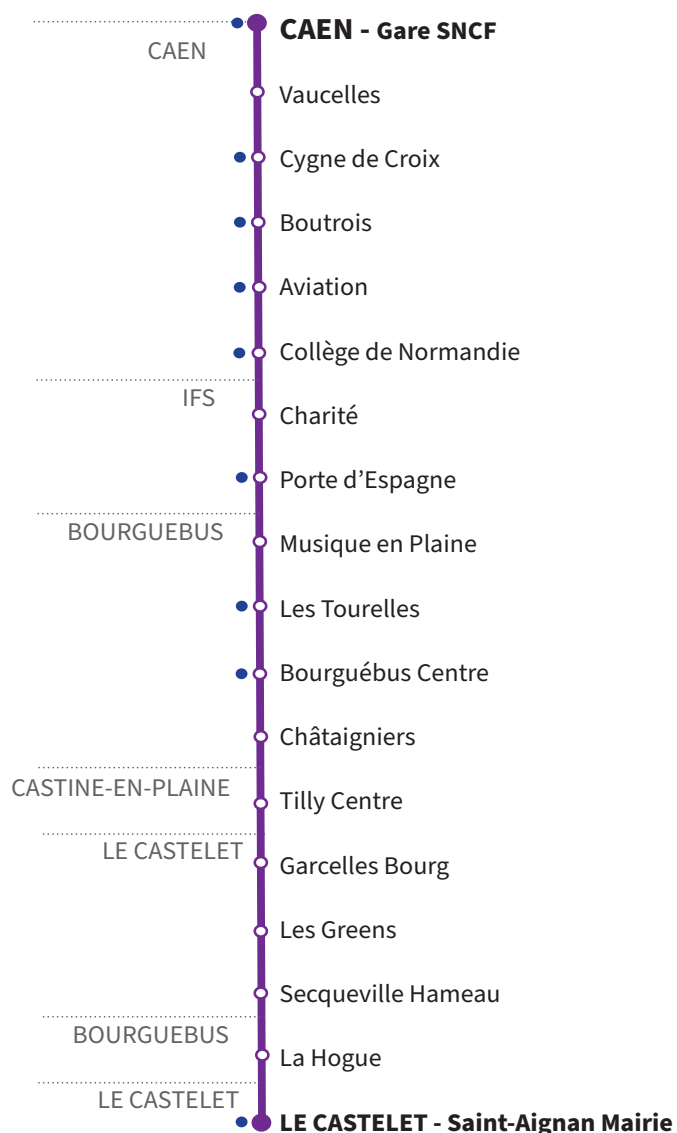 CAEN - Gare SNCF
CAEN
Vaucelles
Cygne de Croix
Boutrois
Aviation
Collège de Normandie
IFS
Charité
Porte d’Espagne
BOURGUEBUS
Musique en Plaine
Les Tourelles
Bourguébus Centre
Châtaigniers
CASTINE-EN-PLAINE
Tilly Centre
LE CASTELET
Garcelles Bourg
Les Greens
Secqueville Hameau
BOURGUEBUS
La Hogue
LE CASTELET
LE CASTELET - Saint-Aignan Mairie